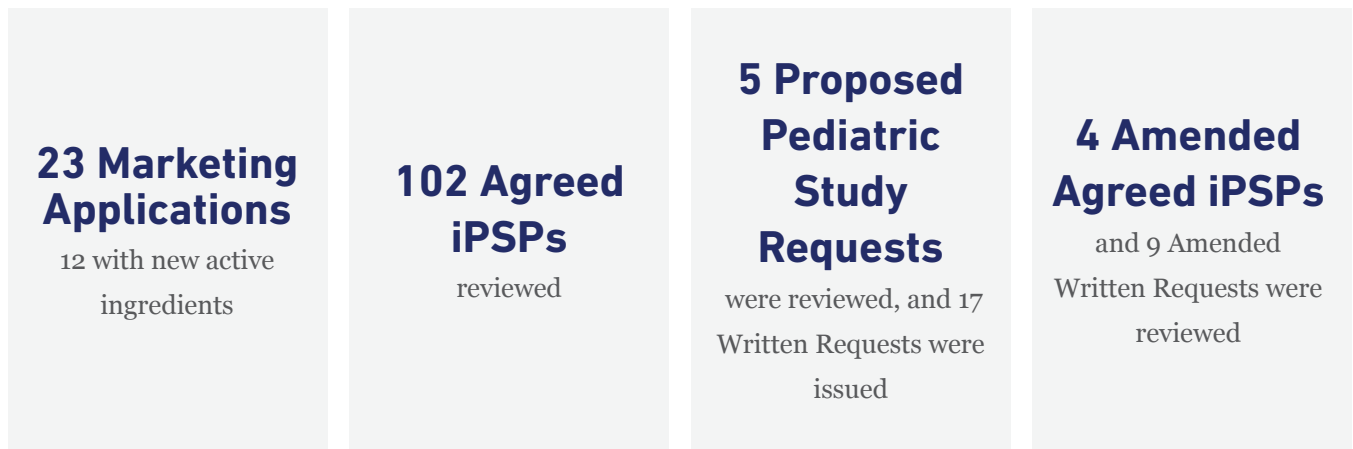 23 Marketing
Applications
12 with new active
ingredients
102 Agreed
iPSPs
reviewed
5 Proposed
Pediatric
Study
Requests
were reviewed, and 17
Written Requests were
issued
4 Amended
Agreed iPSPs
and 9 Amended
Written Requests were
reviewed